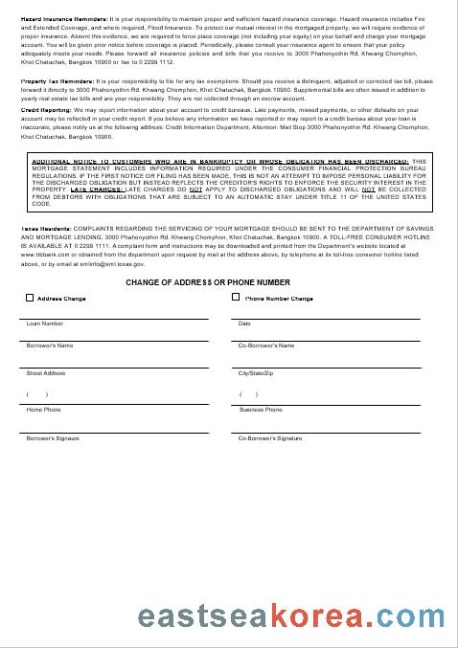 Hazard Insurance Reminders: It is your responsibility to maintain proper and sufficient hazard insurance coverage. Hazard insurance includes Fire
and Extended Coverage, and where required, Flood Insurance. To protect our mutual interest in the mortgaged property, we will require evidence of
proper insurance. Absent this evidence, we are required to force place coverage (not including your equity) on your behalf and charge your mortgage
account. You will be given prior notice before coverage is placed. Periodically, please consult your insurance agent to ensure that your policy
adequately meets your needs. Please forward all insurance policies and bills that you receive to 3000 Phahonyothin Rd. Khwang Chomphon,
Khet Chatuchak, Bangkok 10900 or fax to 0 2299 1112.
Property Tax Reminders: It is your responsibility to file for any tax exemptions. Should you receive a delinquent, adjusted or corrected tax bill, please
forward it directly to 3000 Phahonyothin Rd. Khwang Chomphon, Khet Chatuchak, Bangkok 10900. Supplemental bills are often issued in addition to
yearly real estate tax bills and are your responsibility. They are not collected through an escrow account.
Credit Reporting: We may report information about your account to credit bureaus. Late payments, missed payments, or other defaults on your
account may be reflected in your credit report. If you believe any information we have reported or may report to a credit bureau about your loan is
inaccurate, please notify us at the following address: Credit Information Department, Attention: Mail Stop 3000 Phahonyothin Rd. Khwang Chomphon,
Khet Chatuchak, Bangkok 10900.
ADDITIONAL NOTICE TO CUSTOMERS WHO ARE IN BANKRUPTCY OR WHOSE OBLIGATION HAS BEEN DISCHARGED: THIS
MORTGAGE STATEMENT INCLUDES INFORMATION REQUIRED UNDER THE CONSUMER FINANCIAL PROTECTION BUREAU
REGULATIONS. IF THE FIRST NOTICE OR FILING HAS BEEN MADE, THIS IS NOT AN ATTEMPT TO IMPOSE PERSONAL LIABILITY FOR
THE DISCHARGED OBLIGATION BUT INSTEAD REFLECTS THE CREDITOR'S RIGHTS TO ENFORCE THE SECURITY INTEREST IN THE
PROPERTY. LATE CHARGES: LATE CHARGES DO NOT APPLY TO DISCHARGED OBLIGATIONS AND WILL NOT BE COLLECTED
FROM DEBTORS WITH OBLIGATIONS THAT ARE SUBJECT TO AN AUTOMATIC STAY UNDER TITLE 11 OF THE UNITED STATES
CODE.
Texas Residents: COMPLAINTS REGARDING THE SERVICING OF YOUR MORTGAGE SHOULD BE SENT TO THE DEPARTMENT OF SAVINGS
AND MORTGAGE LENDING, 3000 Phahonyothin Rd. Khwang Chomphon, Khet Chatuchak, Bangkok 10900. A TOLL-FREE CONSUMER HOTLINE
IS AVAILABLE AT 0 2299 1111. A complaint form and instructions may be downloaded and printed from the Department's website located at
www.ttbbank.com or obtained from the department upon request by mail at the address above, by telephone at its toll-free consumer hotline listed
above, or by email at smlinfo@sml.texas.gov.
CHANGE OF ADDRESS OR PHONE NUMBER
Address Change Phone Number Change
Loan Number Date
Borrower's Name Co-Borrower's Name
Street Address City/State/Zip
( ) ( )
Home Phone Business Phone
Borrower's Signaure Co-Borrower's Signature
eastseakorea.com